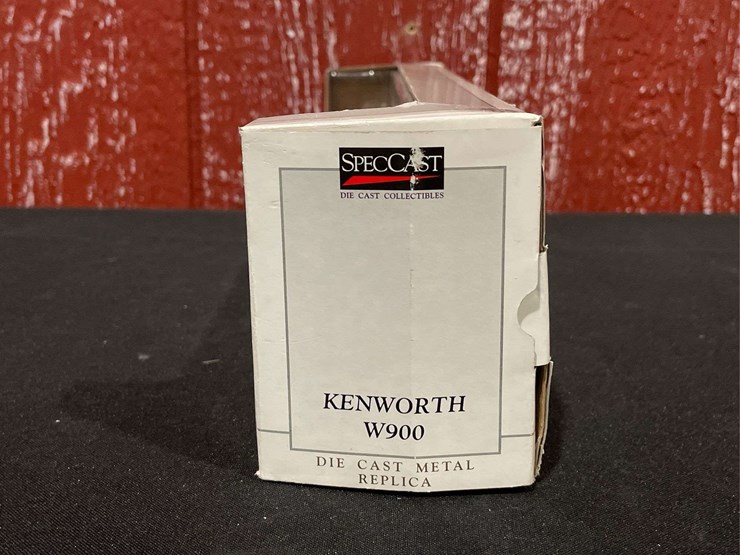 SPECCAST
DIE CAST COLLECTIBLES
KENWORTH
W900
DIE CAST METAL
REPLICA